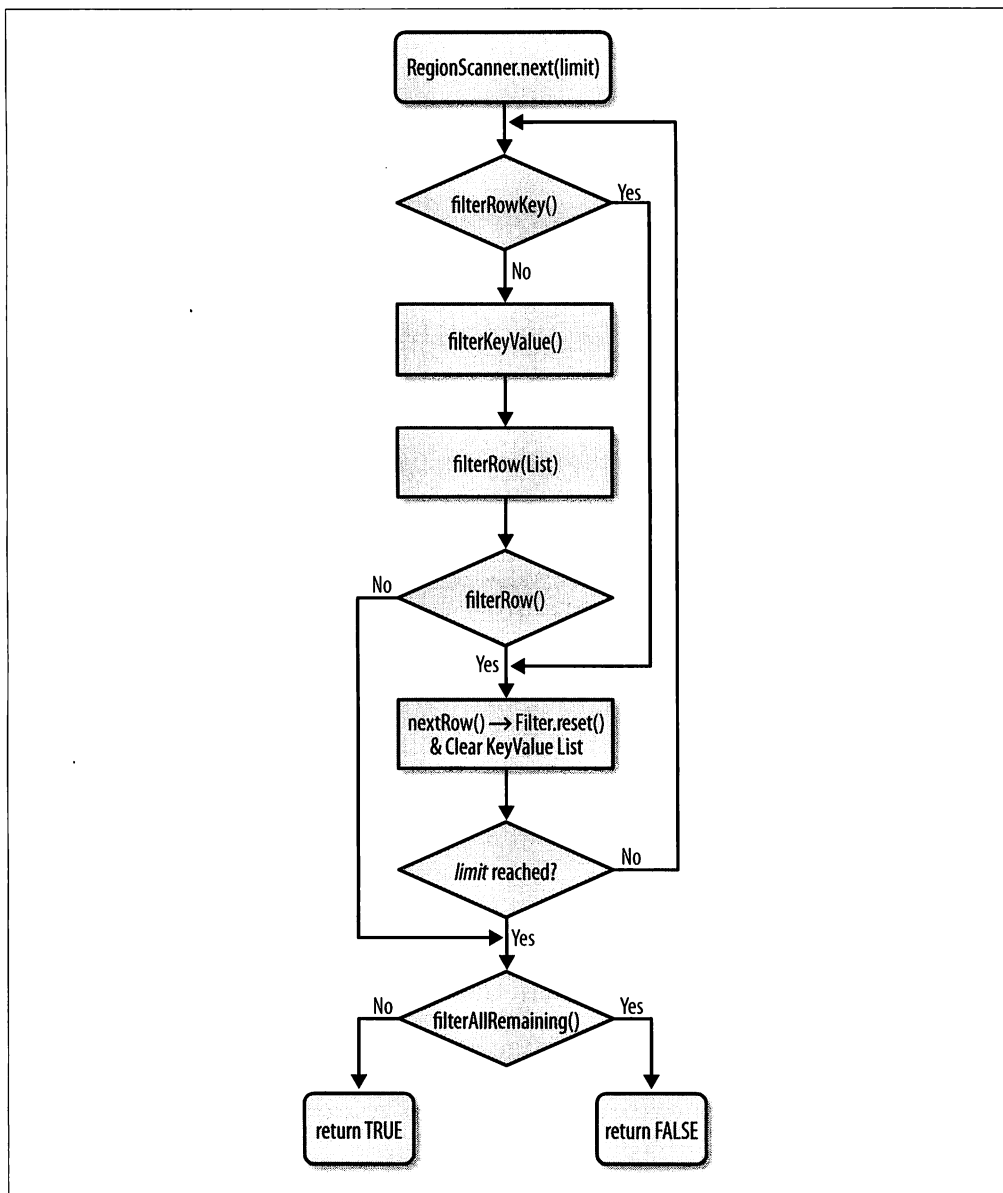 RegionScanner.next(limit)
filterRowKey()
Yes
No
filterKeyValue()
filterRow(List)
No
filterRow()
Yes
nextRow() → Filter.reset()
& Clear KeyValue List
limit reached?
No
Yes
No
filterAllRemaining()
Yes
return TRUE
return FALSE